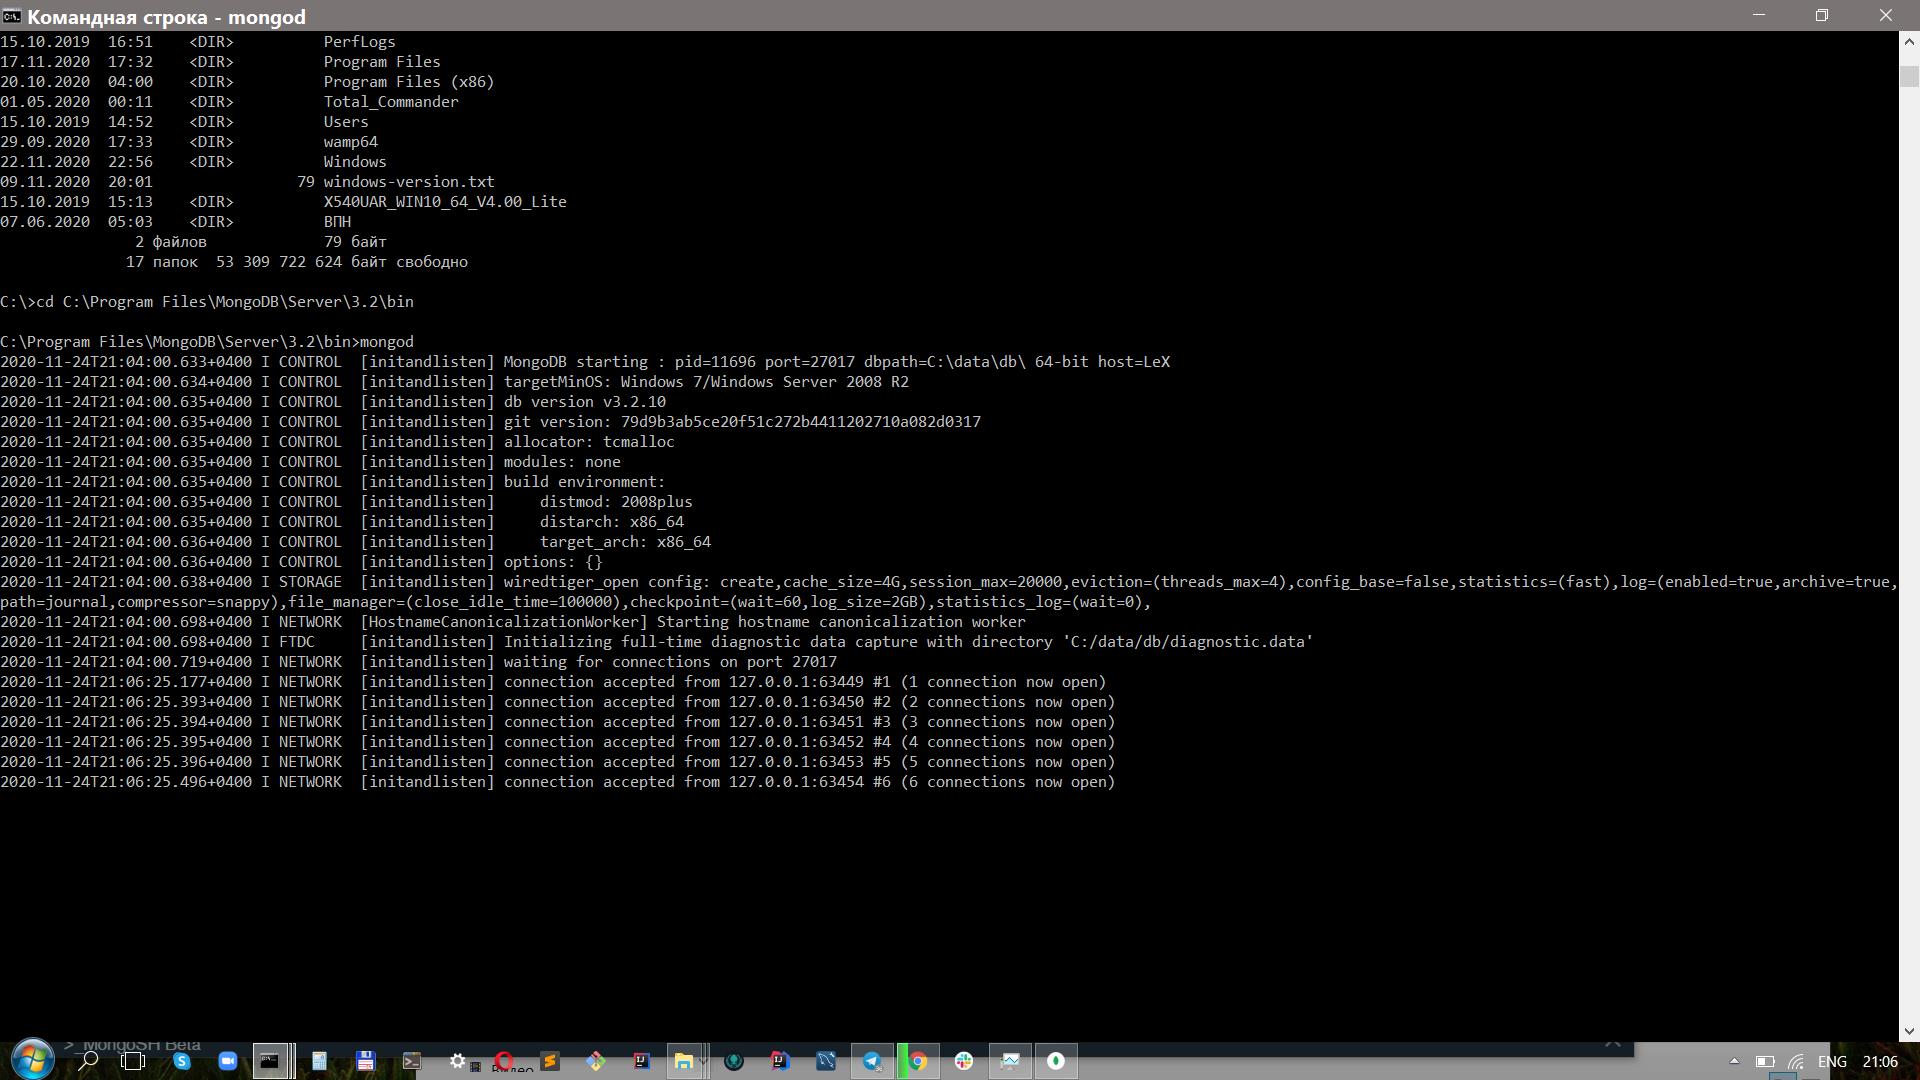 Командная строка - mongod
15.10.2019  16:51    <DIR>          PerfLogs
17.11.2020  17:32    <DIR>          Program Files
20.10.2020  04:00    <DIR>          Program Files (x86)
01.05.2020  00:11    <DIR>          Total_Commander
15.10.2019  14:52    <DIR>          Users
29.09.2020  17:33    <DIR>          wamp64
22.11.2020  22:56    <DIR>          Windows
09.11.2020  20:01                79 windows-version.txt
15.10.2019  15:13    <DIR>          X540UAR_WIN10_64_V4.00_Lite
07.06.2020  05:03    <DIR>          ВПН
               2 файлов             79 байт
              17 папок  53 309 722 624 байт свободно
C:\>cd C:\Program Files\MongoDB\Server\3.2\bin
C:\Program Files\MongoDB\Server\3.2\bin>mongod
2020-11-24T21:04:00.633+0400 I CONTROL  [initandlisten] MongoDB starting : pid=11696 port=27017 dbpath=C:\data\db\ 64-bit host=LeX
2020-11-24T21:04:00.634+0400 I CONTROL  [initandlisten] targetMinOS: Windows 7/Windows Server 2008 R2
2020-11-24T21:04:00.635+0400 I CONTROL  [initandlisten] db version v3.2.10
2020-11-24T21:04:00.635+0400 I CONTROL  [initandlisten] git version: 79d9b3ab5ce20f51c272b4411202710a082d0317
2020-11-24T21:04:00.635+0400 I CONTROL  [initandlisten] allocator: tcmalloc
2020-11-24T21:04:00.635+0400 I CONTROL  [initandlisten] modules: none
2020-11-24T21:04:00.635+0400 I CONTROL  [initandlisten] build environment:
2020-11-24T21:04:00.635+0400 I CONTROL  [initandlisten]     distmod: 2008plus
2020-11-24T21:04:00.635+0400 I CONTROL  [initandlisten]     distarch: x86_64
2020-11-24T21:04:00.636+0400 I CONTROL  [initandlisten]     target_arch: x86_64
2020-11-24T21:04:00.636+0400 I CONTROL  [initandlisten] options: {}
2020-11-24T21:04:00.638+0400 I STORAGE  [initandlisten] wiredtiger_open config: create,cache_size=4G,session_max=20000,eviction=(threads_max=4),config_base=false,statistics=(fast),log=(enabled=true,archive=true,
path=journal,compressor=snappy),file_manager=(close_idle_time=100000),checkpoint=(wait=60,log_size=2GB),statistics_log=(wait=0),
2020-11-24T21:04:00.698+0400 I NETWORK  [HostnameCanonicalizationWorker] Starting hostname canonicalization worker
2020-11-24T21:04:00.698+0400 I FTDC     [initandlisten] Initializing full-time diagnostic data capture with directory 'C:/data/db/diagnostic.data'
2020-11-24T21:04:00.719+0400 I NETWORK  [initandlisten] waiting for connections on port 27017
2020-11-24T21:06:25.177+0400 I NETWORK  [initandlisten] connection accepted from 127.0.0.1:63449 #1 (1 connection now open)
2020-11-24T21:06:25.393+0400 I NETWORK  [initandlisten] connection accepted from 127.0.0.1:63450 #2 (2 connections now open)
2020-11-24T21:06:25.394+0400 I NETWORK  [initandlisten] connection accepted from 127.0.0.1:63451 #3 (3 connections now open)
2020-11-24T21:06:25.395+0400 I NETWORK  [initandlisten] connection accepted from 127.0.0.1:63452 #4 (4 connections now open)
2020-11-24T21:06:25.396+0400 I NETWORK  [initandlisten] connection accepted from 127.0.0.1:63453 #5 (5 connections now open)
2020-11-24T21:06:25.496+0400 I NETWORK  [initandlisten] connection accepted from 127.0.0.1:63454 #6 (6 connections now open)
>_MongoSH Beta
Видео
ENG 21:06